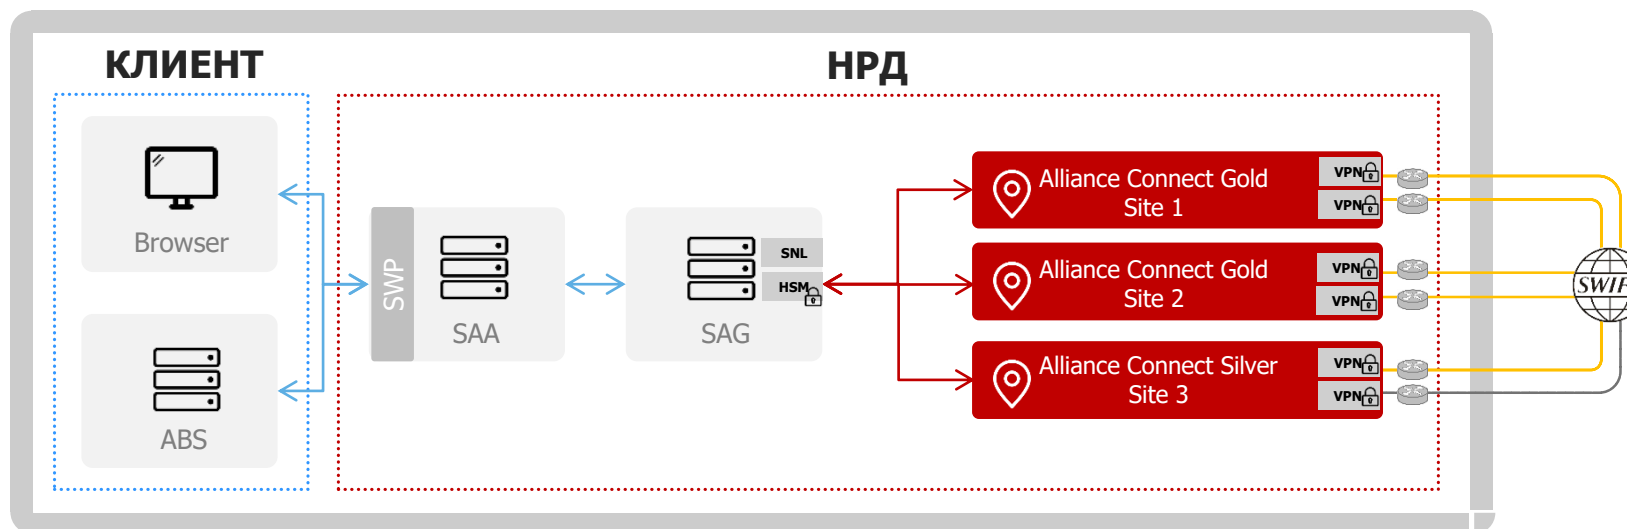 КЛИЕНТ
НРД
Browser
ABS
SWP
SAA
SAG
SNL
HSM
Alliance Connect Gold
Site 1
VPN
VPN
Alliance Connect Gold
Site 2
VPN
VPN
Alliance Connect Silver
Site 3
VPN
VPN